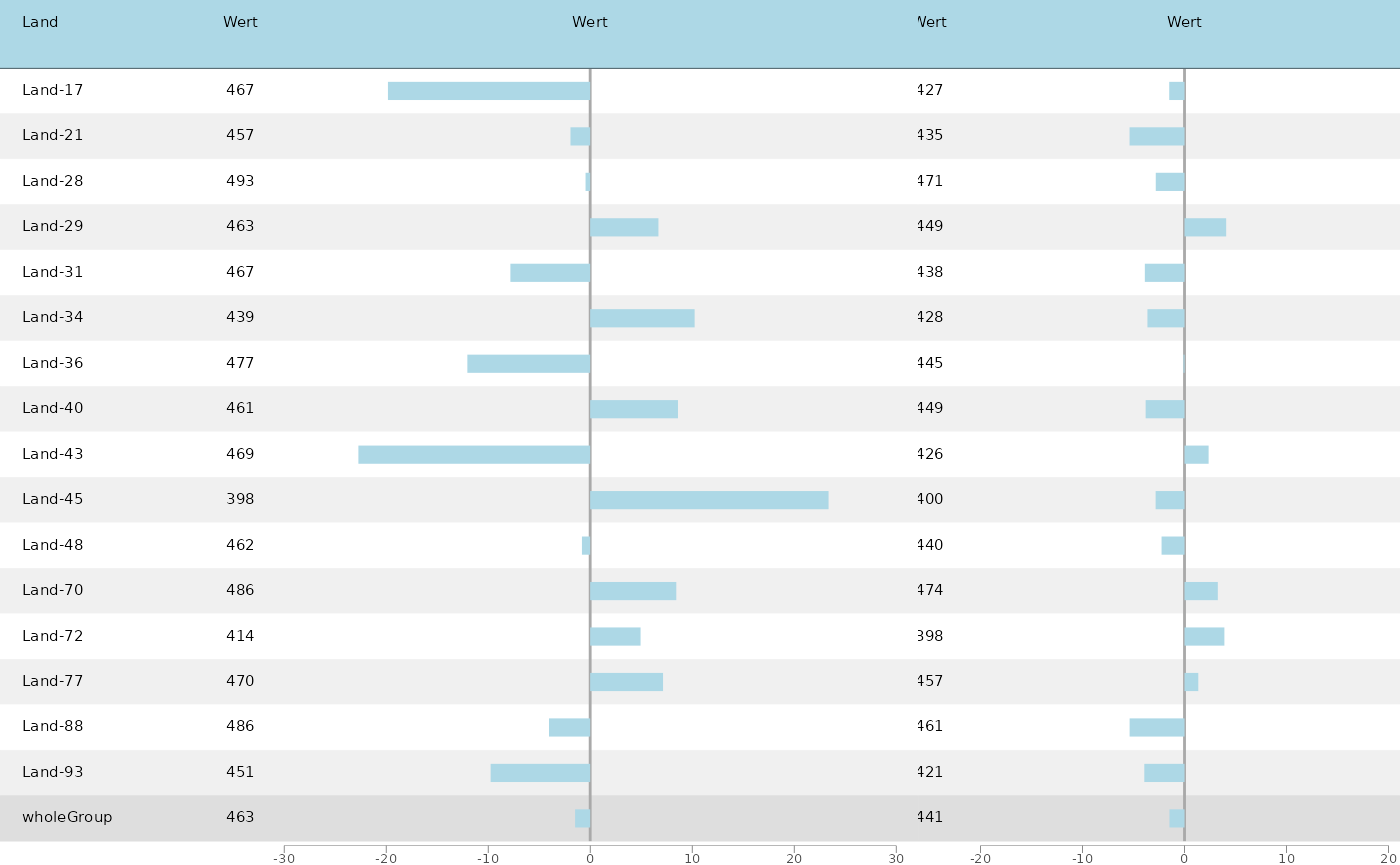 Land Wert Wert Wert Wert
Land-17 467 427
Land-21 457 435
Land-28 493 471
Land-29 463 449
Land-31 467 438
Land-34 439 428
Land-36 477 445
Land-40 461 449
Land-43 469 426
Land-45 398 400
Land-48 462 440
Land-70 486 474
Land-72 414 398
Land-77 470 457
Land-88 486 461
Land-93 451 421
wholeGroup 463 441
-30 -20 -10 0 10 20 30 -20 -10 0 10 20